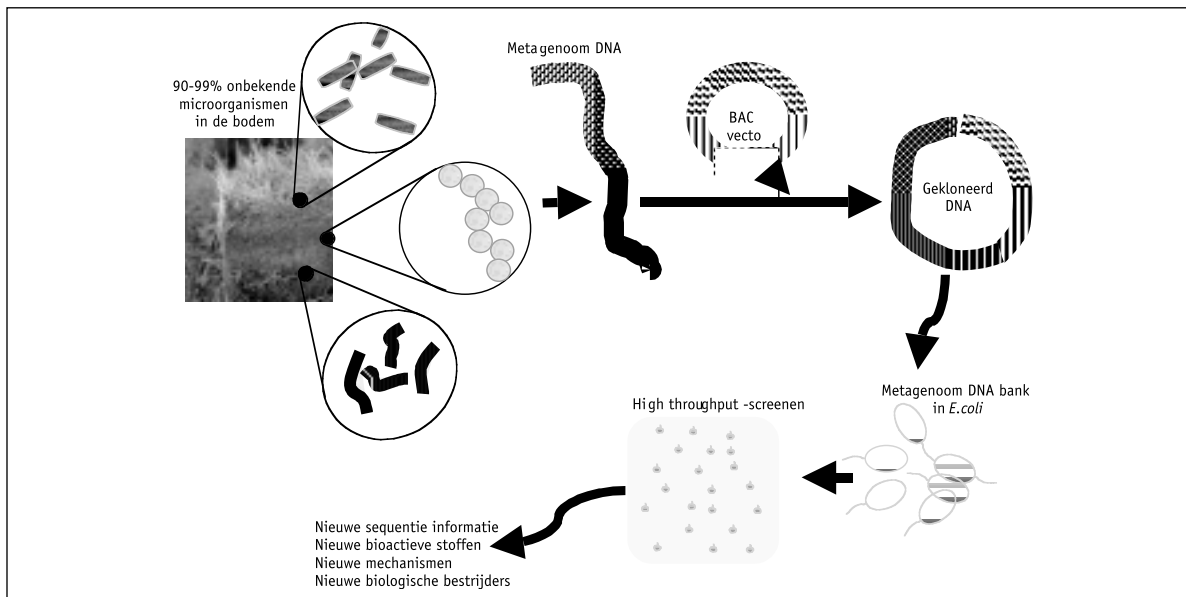 90-99% onbekende
microorganismen
in de bodem
Metagenoom DNA
BAC
vecto
Gekloneerd
DNA
Metagenoom DNA bank
in E.coli
High throughput -screenen
Nieuwe sequentie informatie
Nieuwe bioactieve stoffen
Nieuwe mechanismen
Nieuwe biologische bestrijders